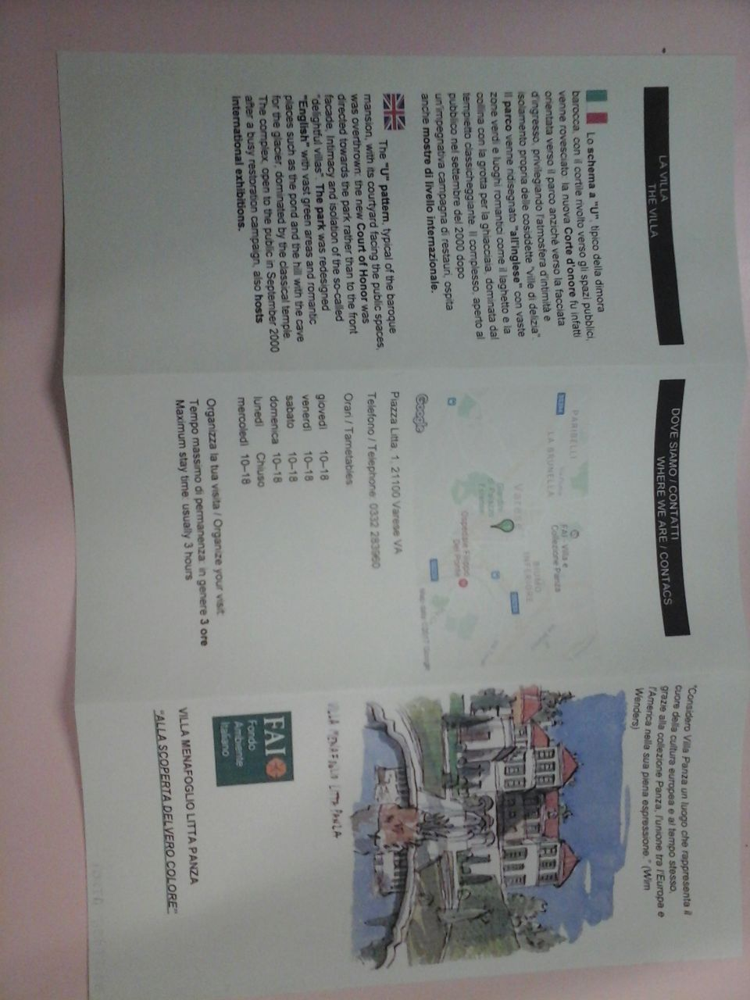 LA VILLA
THE VILLA
Lo schema a "U", tipico della dimora
barocca, con il cortile rivolto verso gli spazi pubblici,
venne rovesciato: la nuova Corte d'onore fu infatti
orientata verso il parco anziché verso la facciata
d'ingresso, privilegiando l'atmosfera d'intimità e
isolamento propria delle cosiddette "ville di delizia".
Il parco venne ridisegnato "all'inglese" con vaste
zone verdi e luoghi romantici come il laghetto e la
collina con la grotta per la ghiacciaia, dominata dal
tempietto classicheggiante. Il complesso, aperto al
pubblico nel settembre del 2000 dopo
un'impegnativa campagna di restauri, ospita
anche mostre di livello internazionale.
The "U" pattern, typical of the baroque
mansion, with its courtyard facing the public spaces,
was overthrown: the new Court of Honor was
directed towards the park rather than to the front
facade. Intimacy and isolation of the so-called
"delightful villas". The park was redesigned
"English" with vast green areas and romantic
places such as the pond and the hill with the cave
for the glacier, dominated by the classical temple.
The complex, open to the public in September 2000
after a busy restoration campaign, also hosts
international exhibitions.
DOVE SIAMO / CONTATTI
WHERE WE ARE / CONTACS
PARIBELLI
LA BRUNELLA
FAI - Villa e
Collezione Panza
BIUMO
INFERIORE
Varese
Ospedale Filippo
Del Ponte
Google
Piazza Litta, 1, 21100 Varese VA
Telefono / Telephone: 0332 283960
Orari / Tametables
giovedì 10–18
venerdì 10–18
sabato 10–18
domenica 10–18
lunedì Chiuso
mercoledì 10–18
Organizza la tua visita / Organize your visit
Tempo massimo di permanenza: in genere 3 ore
Maximum stay time: usually 3 hours
"Considero Villa Panza un luogo che rappresenta il
cuore della cultura europea e al tempo stesso,
grazie alla collezione Panza, l'unione tra l'Europa e
l'America nella sua piena espressione." (Wim
Wenders)
VILLA MENAFOGLIO LITTA PANZA
FAI
Fondo
Ambiente
Italiano
VILLA MENAFOGLIO LITTA PANZA
"ALLA SCOPERTA DELVERO COLORE"